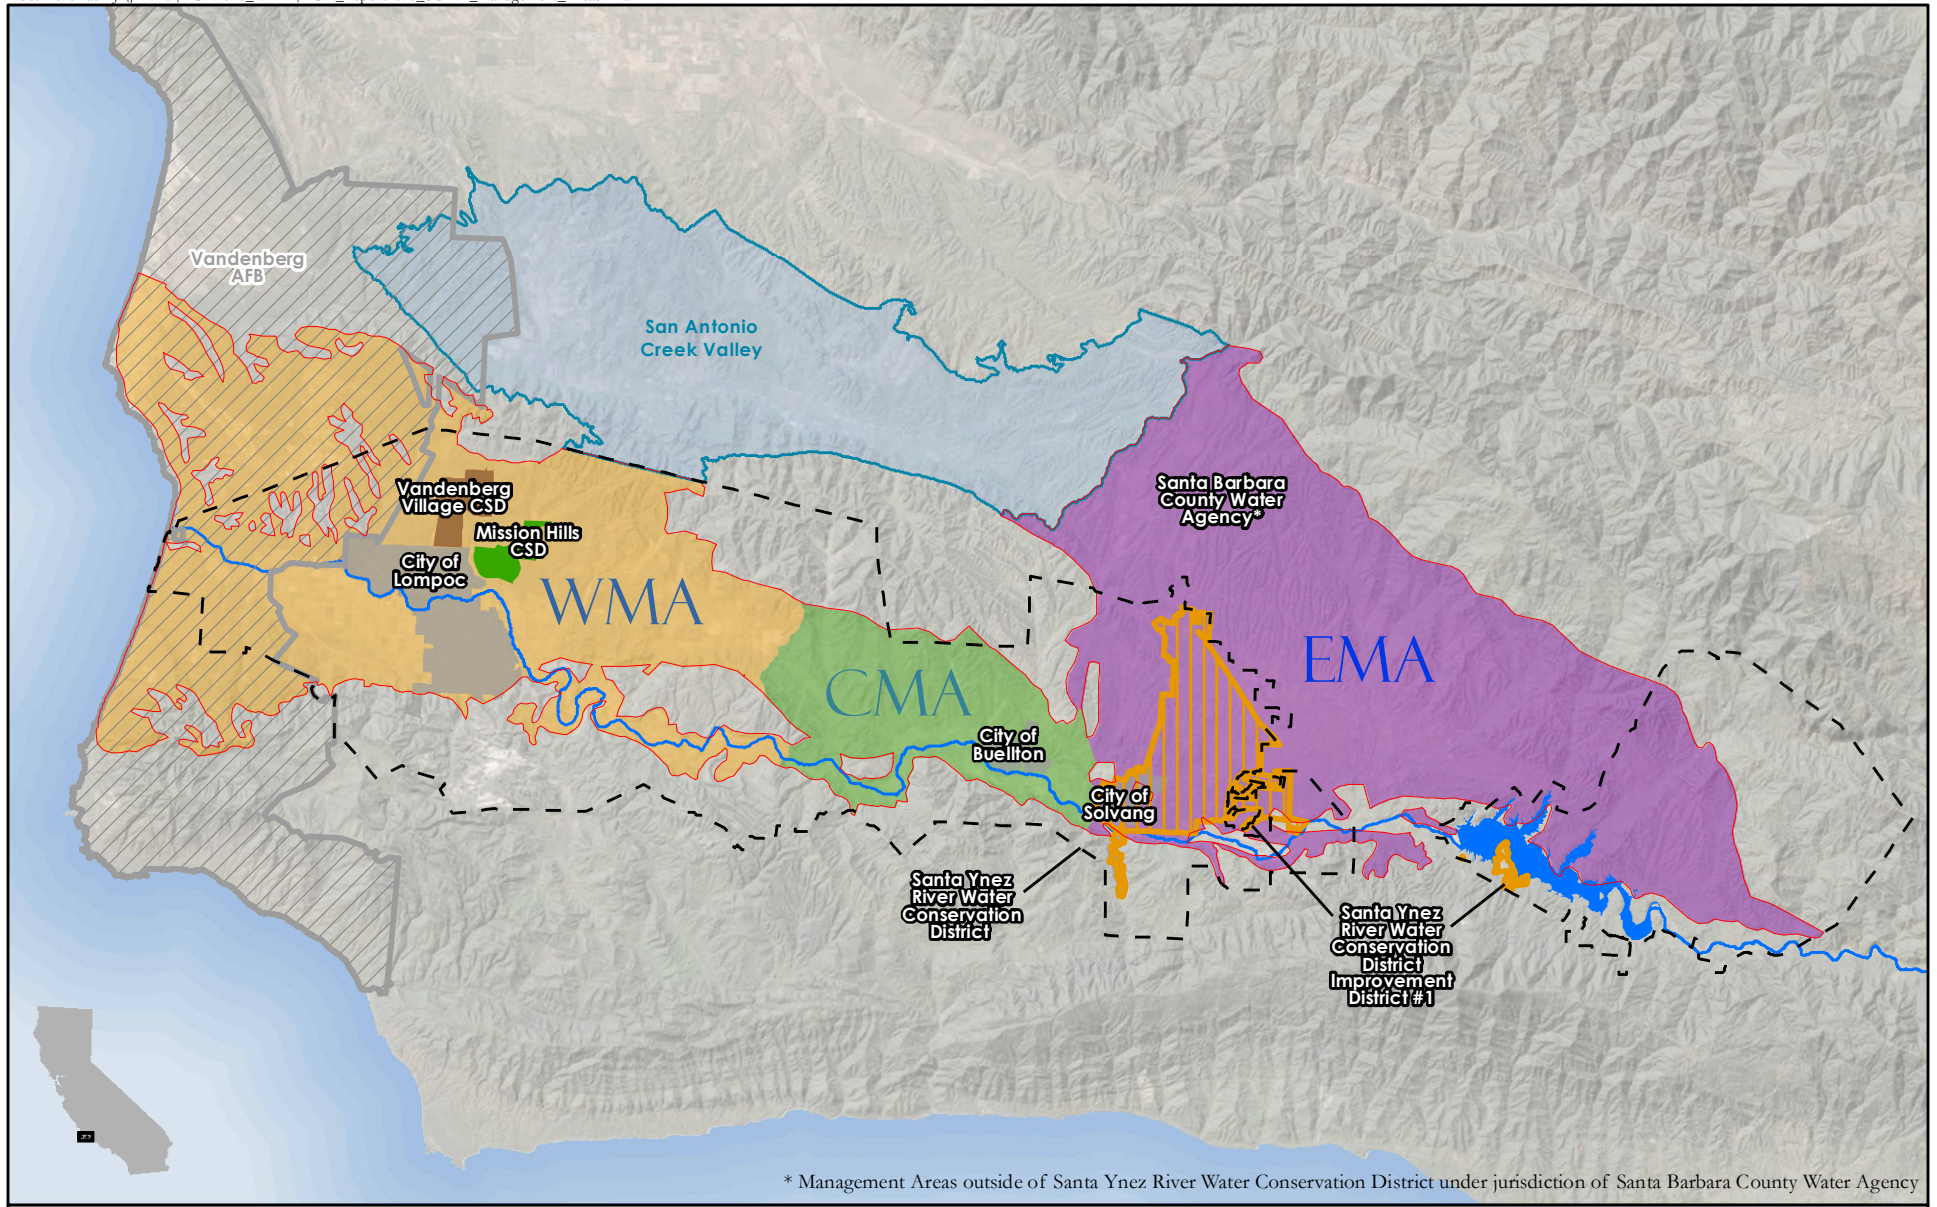 Vandenberg
AFB
San Antonio
Creek Valley
Vandenberg
Village CSD
Mission Hills
CSD
City of
Lompoc
WMA
CMA
EMA
Santa Barbara
County Water
Agency*
City of
Buellton
City of
Solvang
Santa Ynez
River Water
Conservation
District
Santa Ynez
River Water
Conservation
District
Improvement
District #1
* Management Areas outside of Santa Ynez River Water Conservation District under jurisdiction of Santa Barbara County Water Agency